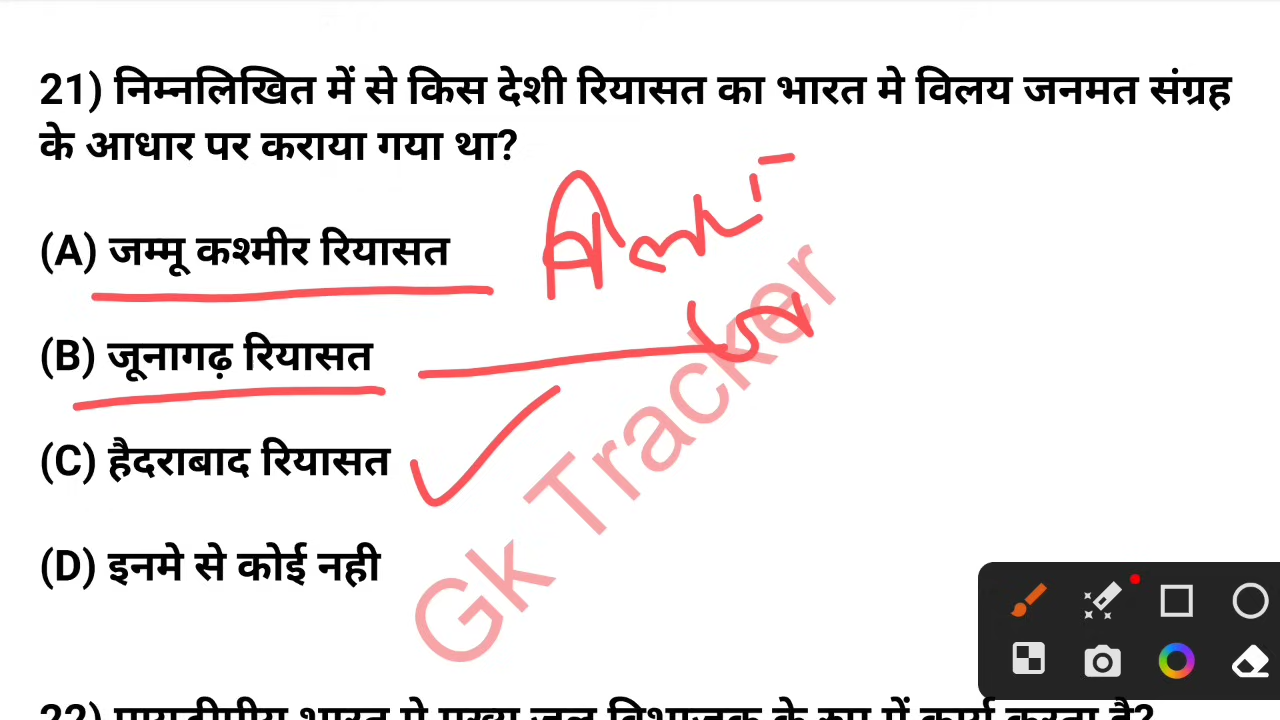 21) निम्नलिखित में से किस देशी रियासत का भारत मे विलय जनमत संग्रह
के आधार पर कराया गया था?
(A) जम्मू कश्मीर रियासत
(B) जूनागढ़ रियासत
(C) हैदराबाद रियासत
(D) इनमे से कोई नही
Gk Tracker